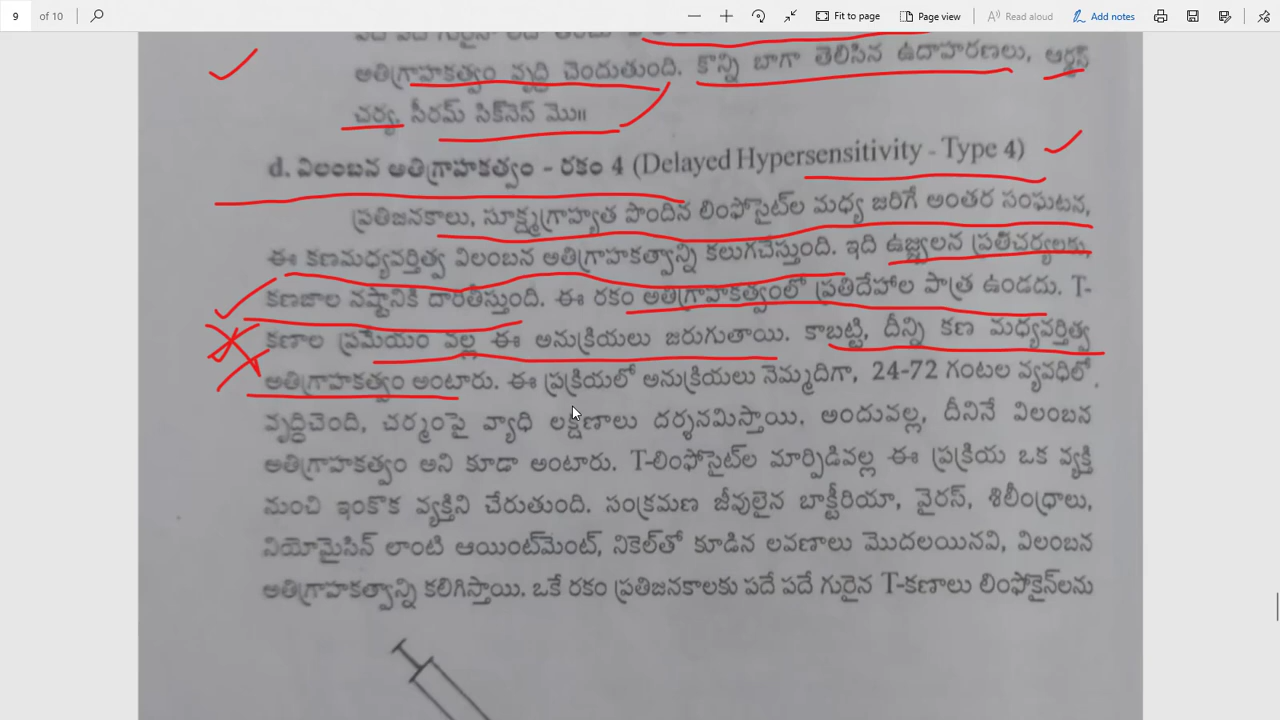 9 of 10 Fit to page Page view Read aloud Add notes
అతిగ్రాహకత్వం వృద్ధి చెందుతుంది. కొన్ని బాగా తెలిసిన ఉదాహరణలు, ఆర్థస్
చర్య, సీరమ్ సిక్‌నెస్ మొ॥
d. విలంబన అతిగ్రాహకత్వం - రకం 4 (Delayed Hypersensitivity - Type 4)
ప్రతిజనకాలు, సూక్ష్మగ్రాహ్యత పొందిన లింఫోసైట్‌ల మధ్య జరిగే అంతర సంఘటన,
ఈ కణమధ్యవర్తిత్వ విలంబన అతిగ్రాహకత్వాన్ని కలుగచేస్తుంది. ఇది ఉజ్జ్వలన ప్రతిచర్యలకు,
కణజాల నష్టానికి దారితీస్తుంది. ఈ రకం అతిగ్రాహకత్వంలో ప్రతిదేహాల పాత్ర ఉండదు. T-
కణాల ప్రమేయం వల్ల ఈ అనుక్రియలు జరుగుతాయి. కాబట్టి, దీన్ని కణ మధ్యవర్తిత్వ
అతిగ్రాహకత్వం అంటారు. ఈ ప్రక్రియలో అనుక్రియలు నెమ్మదిగా, 24-72 గంటల వ్యవధిలో
వృద్ధిచెంది, చర్మంపై వ్యాధి లక్షణాలు దర్శనమిస్తాయి. అందువల్ల, దీనినే విలంబన
అతిగ్రాహకత్వం అని కూడా అంటారు. T-లింఫోసైట్‌ల మార్పిడివల్ల ఈ ప్రక్రియ ఒక వ్యక్తి
నుంచి ఇంకొక వ్యక్తిని చేరుతుంది. సంక్రమణ జీవులైన బాక్టీరియా, వైరస్, శిలీంధ్రాలు,
నియోమైసిన్ లాంటి ఆయింట్‌మెంట్, నికెల్‌తో కూడిన లవణాలు మొదలయినవి, విలంబన
అతిగ్రాహకత్వాన్ని కలిగిస్తాయి. ఒకే రకం ప్రతిజనకాలకు పదే పదే గురైన T-కణాలు లింఫోకైన్‌లను